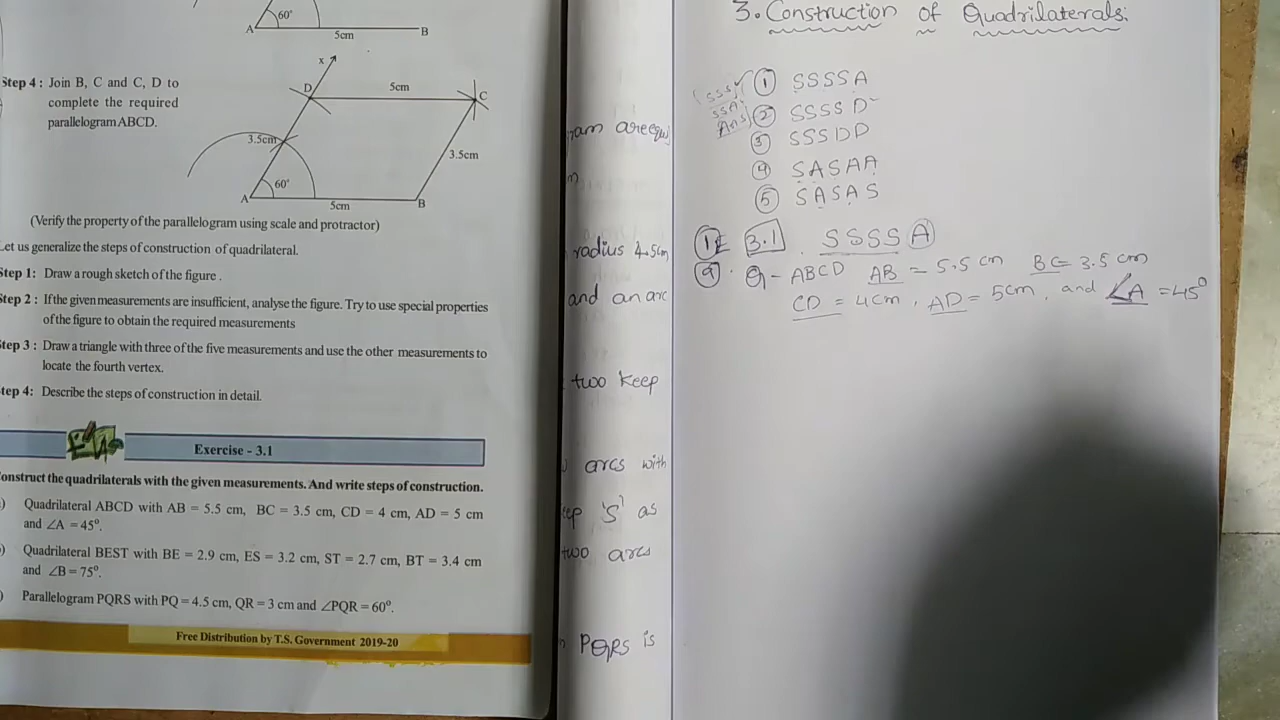 60°
A
5cm
B
Step 4 : Join B, C and C, D to
complete the required
parallelogram ABCD.
x
D
5cm
C
3.5cm
3.5cm
60°
A
5cm
B
(Verify the property of the parallelogram using scale and protractor)
Let us generalize the steps of construction of quadrilateral.
Step 1: Draw a rough sketch of the figure .
Step 2 : If the given measurements are insufficient, analyse the figure. Try to use special properties
of the figure to obtain the required measurements
Step 3 : Draw a triangle with three of the five measurements and use the other measurements to
locate the fourth vertex.
Step 4: Describe the steps of construction in detail.
Exercise - 3.1
Construct the quadrilaterals with the given measurements. And write steps of construction.
) Quadrilateral ABCD with AB = 5.5 cm, BC = 3.5 cm, CD = 4 cm, AD = 5 cm
and ∠A = 45°.
) Quadrilateral BEST with BE = 2.9 cm, ES = 3.2 cm, ST = 2.7 cm, BT = 3.4 cm
and ∠B = 75°.
) Parallelogram PQRS with PQ = 4.5 cm, QR = 3 cm and ∠PQR = 60°.
Free Distribution by T.S. Government 2019-20
radius 4.5cm
and an arc
two keep
arcs with
'S' as
two arcs
PQRS is
3. Construction of Quadrilaterals:
① SSSSA
② SSSSD
③ SSSDD
④ SASAA
⑤ SASAS
3.1 SSSSA
Q - ABCD AB = 5.5 cm BC = 3.5 cm
CD = 4cm, AD = 5cm, and ∠A = 45°